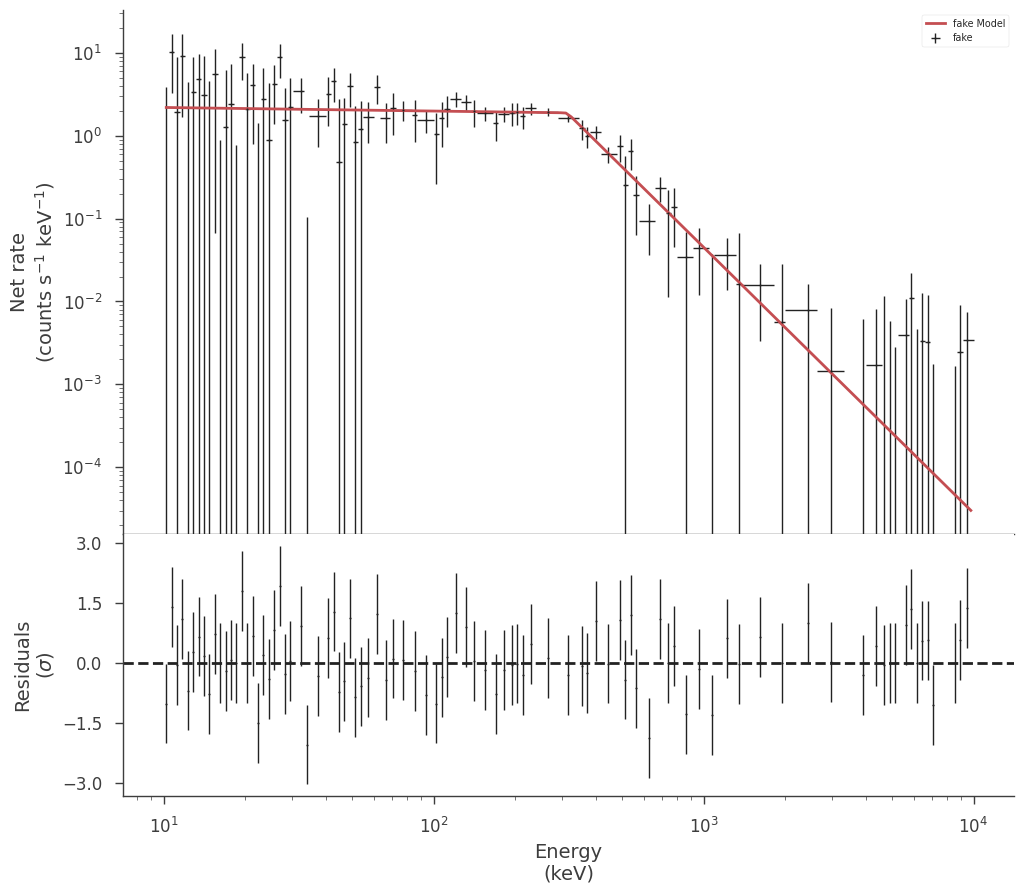 fake Model
fake
10¹
10⁰
10⁻¹
10⁻²
10⁻³
10⁻⁴
Net rate
(counts s⁻¹ keV⁻¹)
3.0
1.5
0.0
−1.5
−3.0
Residuals
(σ)
10¹ 10² 10³ 10⁴
Energy
(keV)